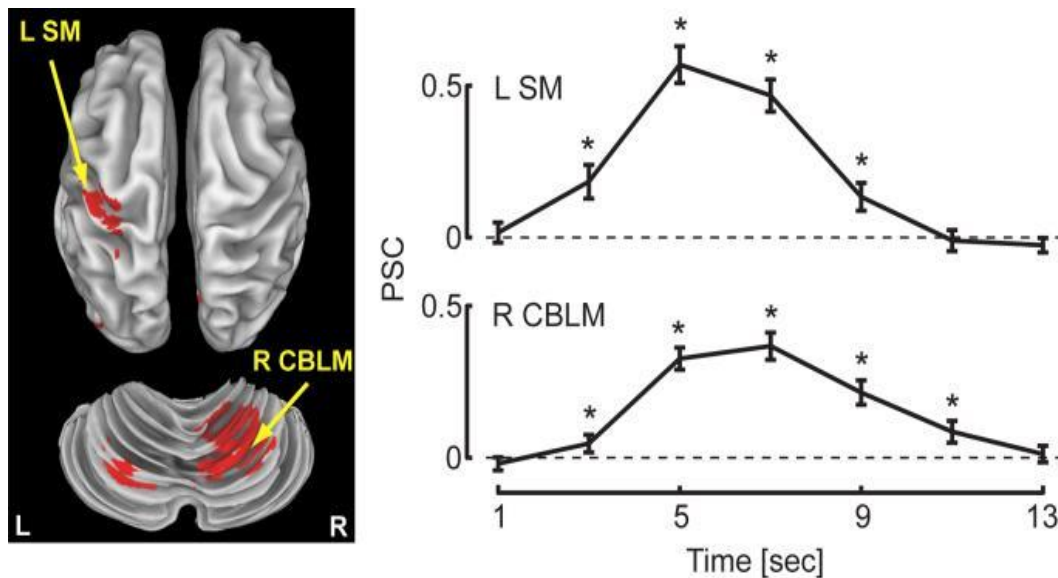 L SM
R CBLM
L R
PSC
0.5
L SM
* * * * 
0
0.5
R CBLM
* * * * *
0
1 5 9 13
Time [sec]